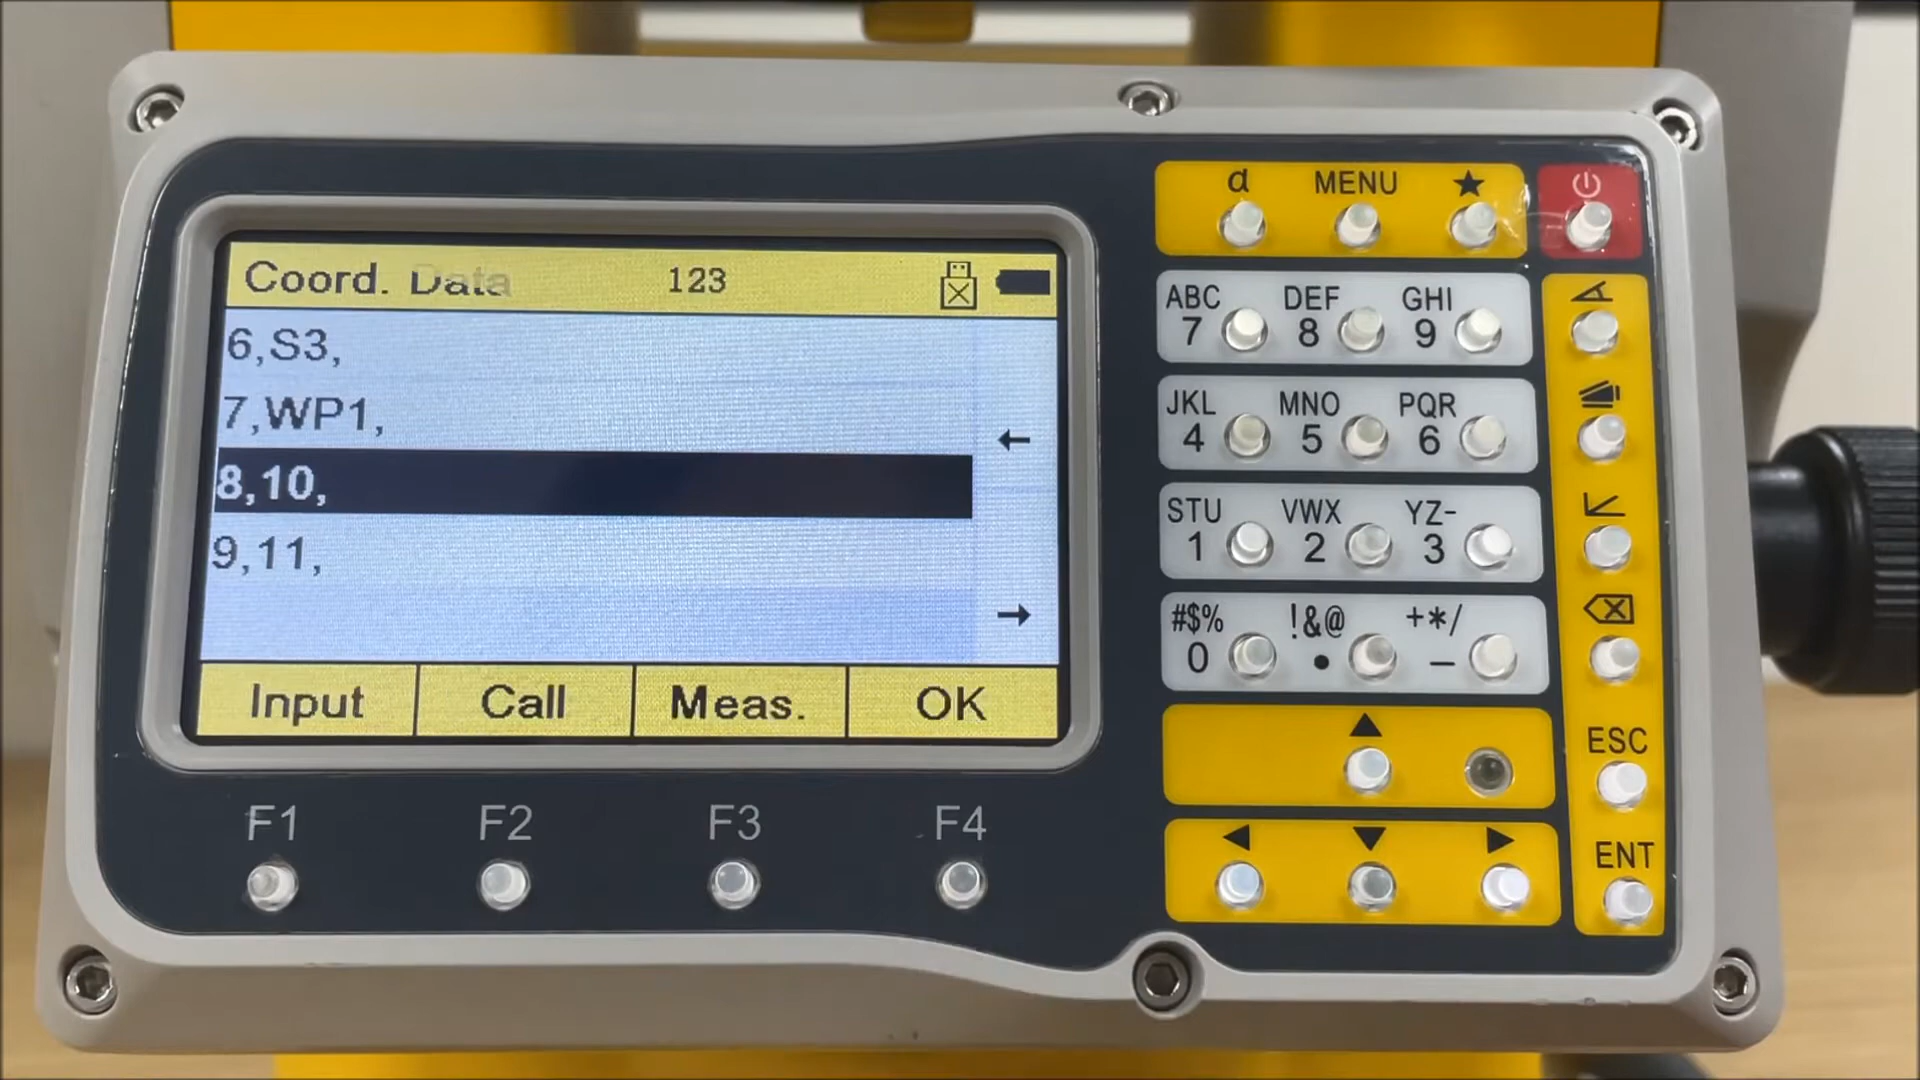 Coord. Data 123
6,S3,
7,WP1,
8,10,
9,11,
← 
→
Input Call Meas. OK
F1 F2 F3 F4
α MENU ★
ABC DEF GHI
7 8 9
JKL MNO PQR
4 5 6
STU VWX YZ-
1 2 3
#$% !&@ +*/
0 • –
▲
◀ ▼ ▶
ESC
ENT